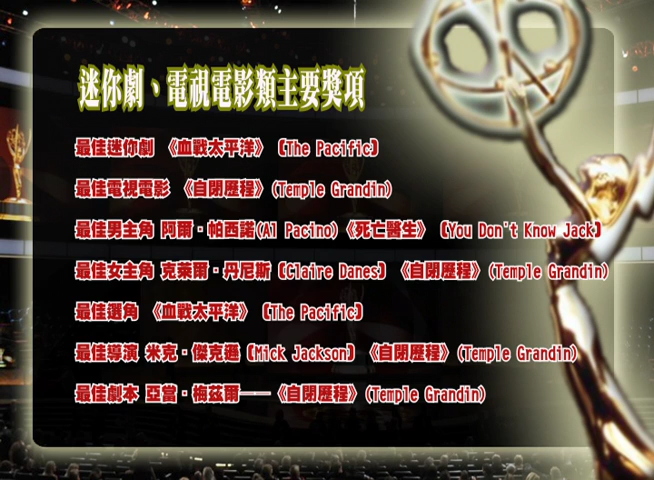 迷你劇、電視電影類主要獎項
最佳迷你劇 《血戰太平洋》〔The Pacific〕
最佳電視電影 《自閉歷程》(Temple Grandin)
最佳男主角 阿爾·帕西諾(Al Pacino)《死亡醫生》〔You Don't Know Jack〕
最佳女主角 克萊爾·丹尼斯〔Claire Danes〕《自閉歷程》(Temple Grandin)
最佳選角 《血戰太平洋》〔The Pacific〕
最佳導演 米克·傑克遜〔Mick Jackson〕《自閉歷程》(Temple Grandin)
最佳劇本 亞當·梅茲爾——《自閉歷程》(Temple Grandin)